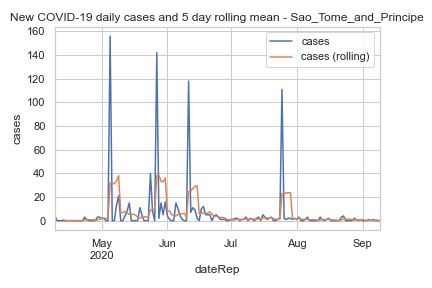 New COVID-19 daily cases and 5 day rolling mean - Sao_Tome_and_Principe
cases
cases (rolling)
160
140
120
100
80
60
40
20
0
cases
May
2020
Jun
Jul
Aug
Sep
dateRep